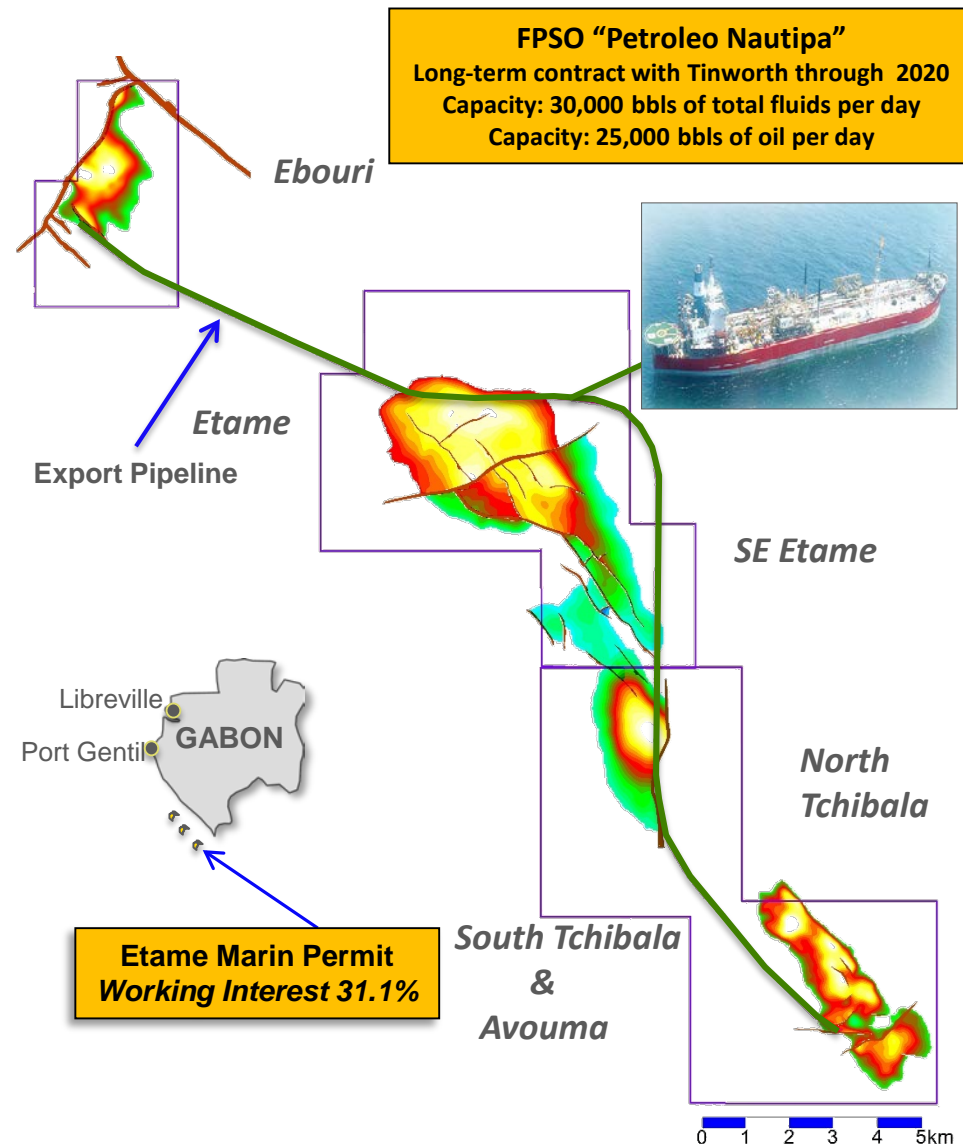 FPSO “Petroleo Nautipa”
Long-term contract with Tinworth through 2020
Capacity: 30,000 bbls of total fluids per day
Capacity: 25,000 bbls of oil per day
Ebouri
Etame
Export Pipeline
SE Etame
Libreville
GABON
Port Gentil
North
Tchibala
Etame Marin Permit
Working Interest 31.1%
South Tchibala
&
Avouma
0 1 2 3 4 5km